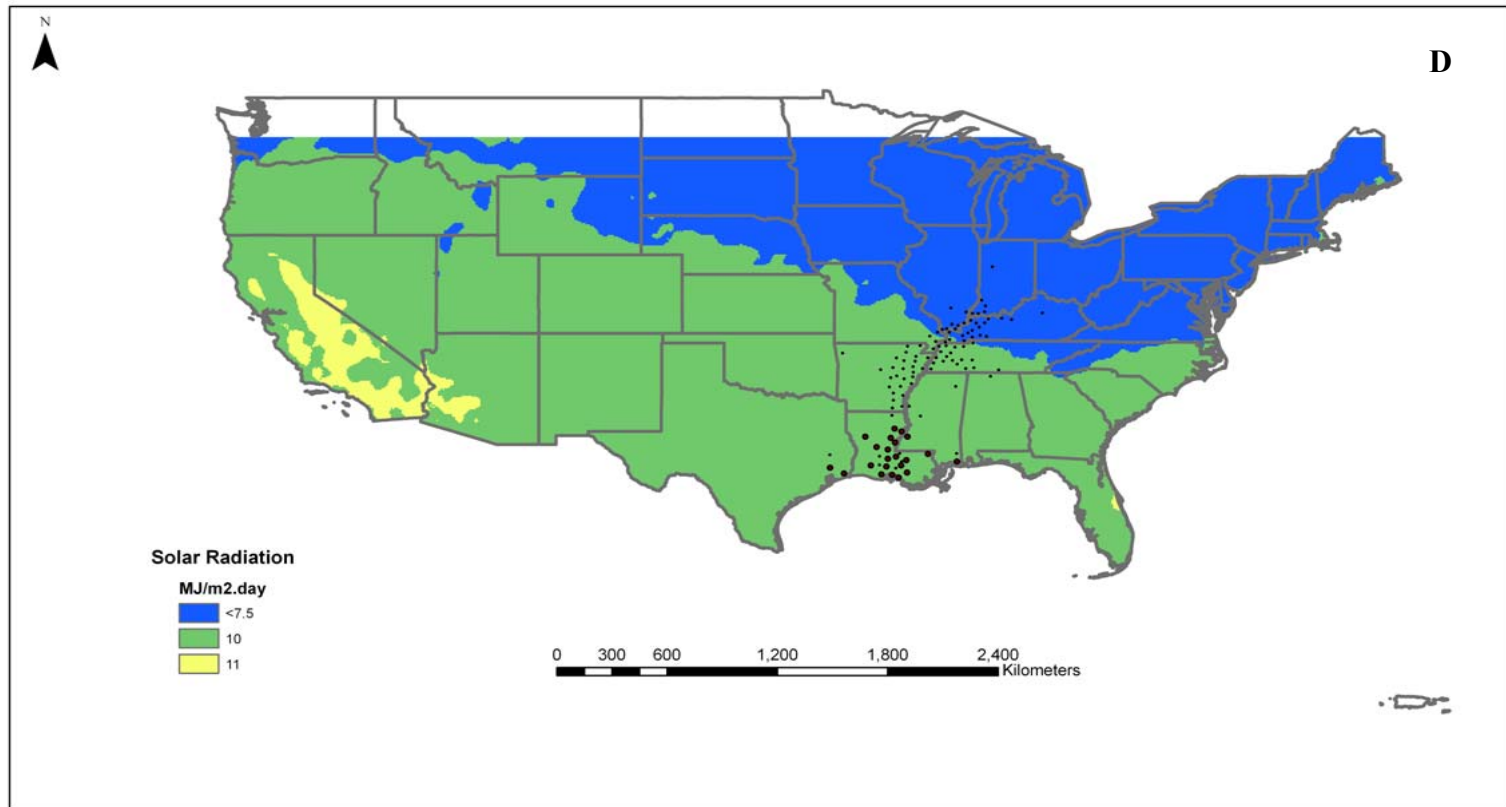 N
D
Solar Radiation
MJ/m2.day
<7.5
10
11
0 300 600 1,200 1,800 2,400
Kilometers